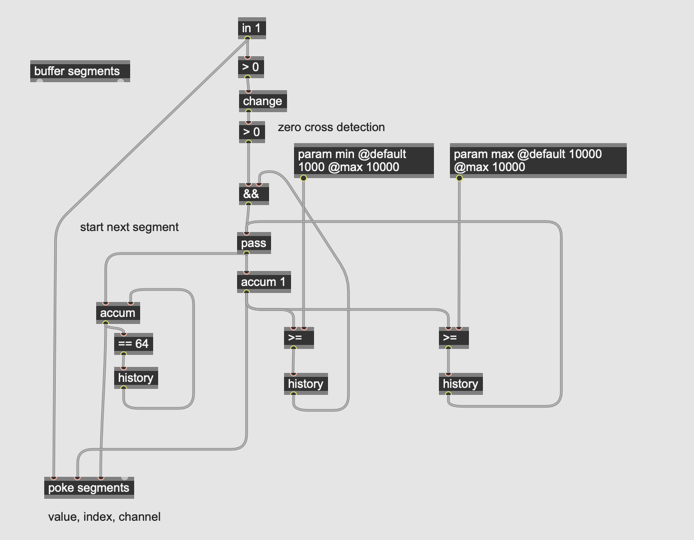 in 1
> 0
buffer segments
change
> 0
zero cross detection
param min @default
1000 @max 10000
param max @default 10000
@max 10000
&&
start next segment
pass
accum 1
accum
== 64
>=
>=
history
history
history
poke segments
value, index, channel